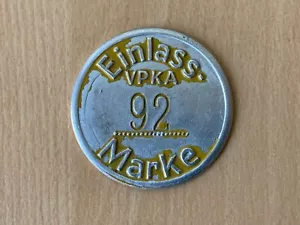 Einlass.
VPKA
92
Marke